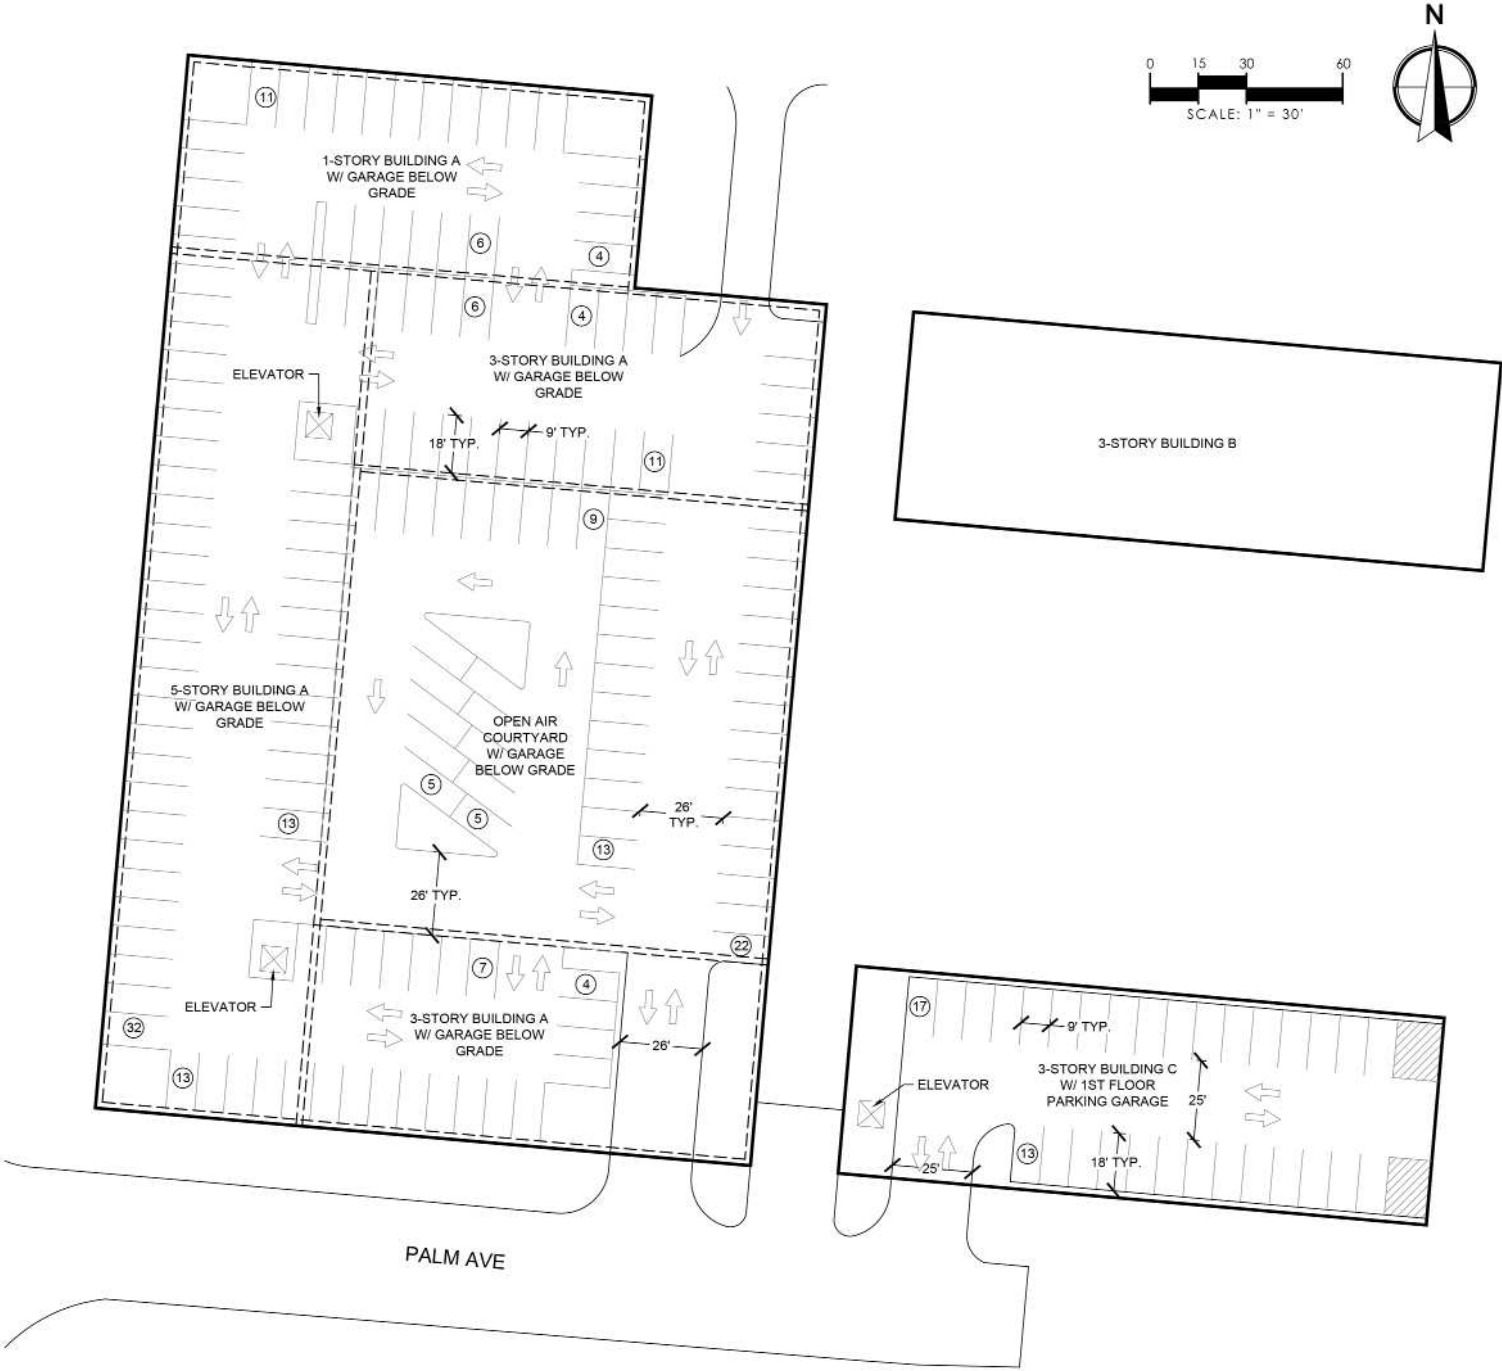 N
0 15 30 60
SCALE: 1" = 30'
11
1-STORY BUILDING A
W/ GARAGE BELOW
GRADE
6
4
6
4
3-STORY BUILDING A
W/ GARAGE BELOW
GRADE
ELEVATOR
18' TYP.
9' TYP.
11
3-STORY BUILDING B
9
5-STORY BUILDING A
W/ GARAGE BELOW
GRADE
OPEN AIR
COURTYARD
W/ GARAGE
BELOW GRADE
5
5
26'
TYP.
13
13
26' TYP.
22
7
4
ELEVATOR
32
3-STORY BUILDING A
W/ GARAGE BELOW
GRADE
26'
13
17
9' TYP.
3-STORY BUILDING C
W/ 1ST FLOOR
PARKING GARAGE
ELEVATOR
25'
13
18' TYP.
25'
PALM AVE